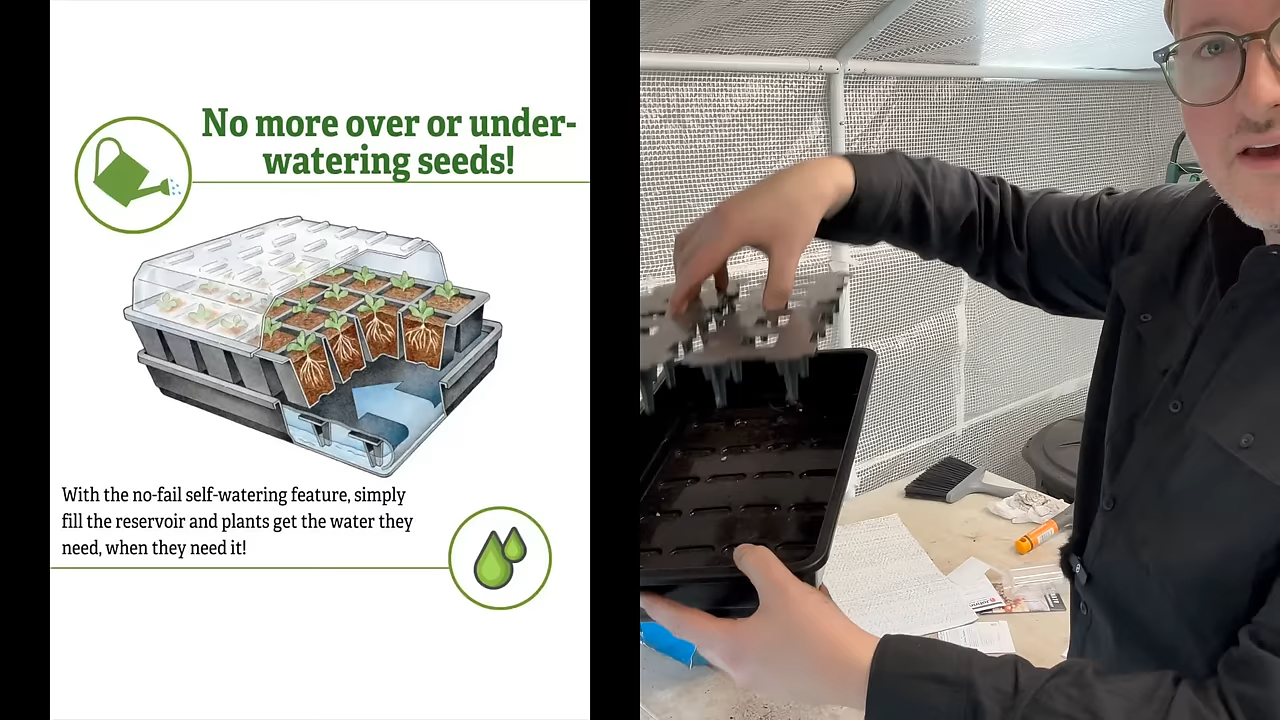 No more over or under-
watering seeds!
With the no-fail self-watering feature, simply
fill the reservoir and plants get the water they
need, when they need it!